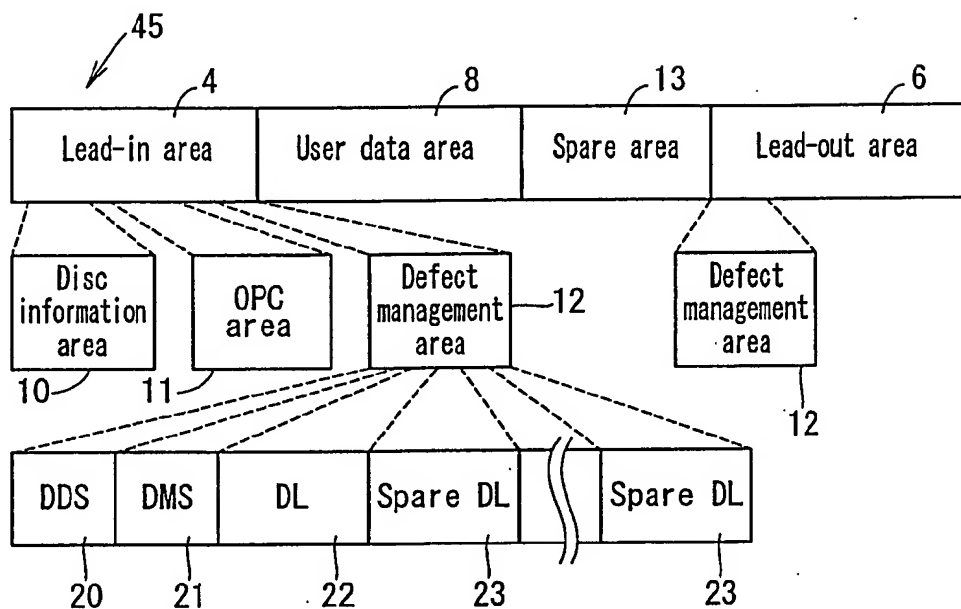 45
4
8
13
6
Lead-in area
User data area
Spare area
Lead-out area
Disc
information
area
OPC
area
Defect
management
area
12
Defect
management
area
10
11
12
DDS
DMS
DL
Spare DL
Spare DL
20
21
22
23
23